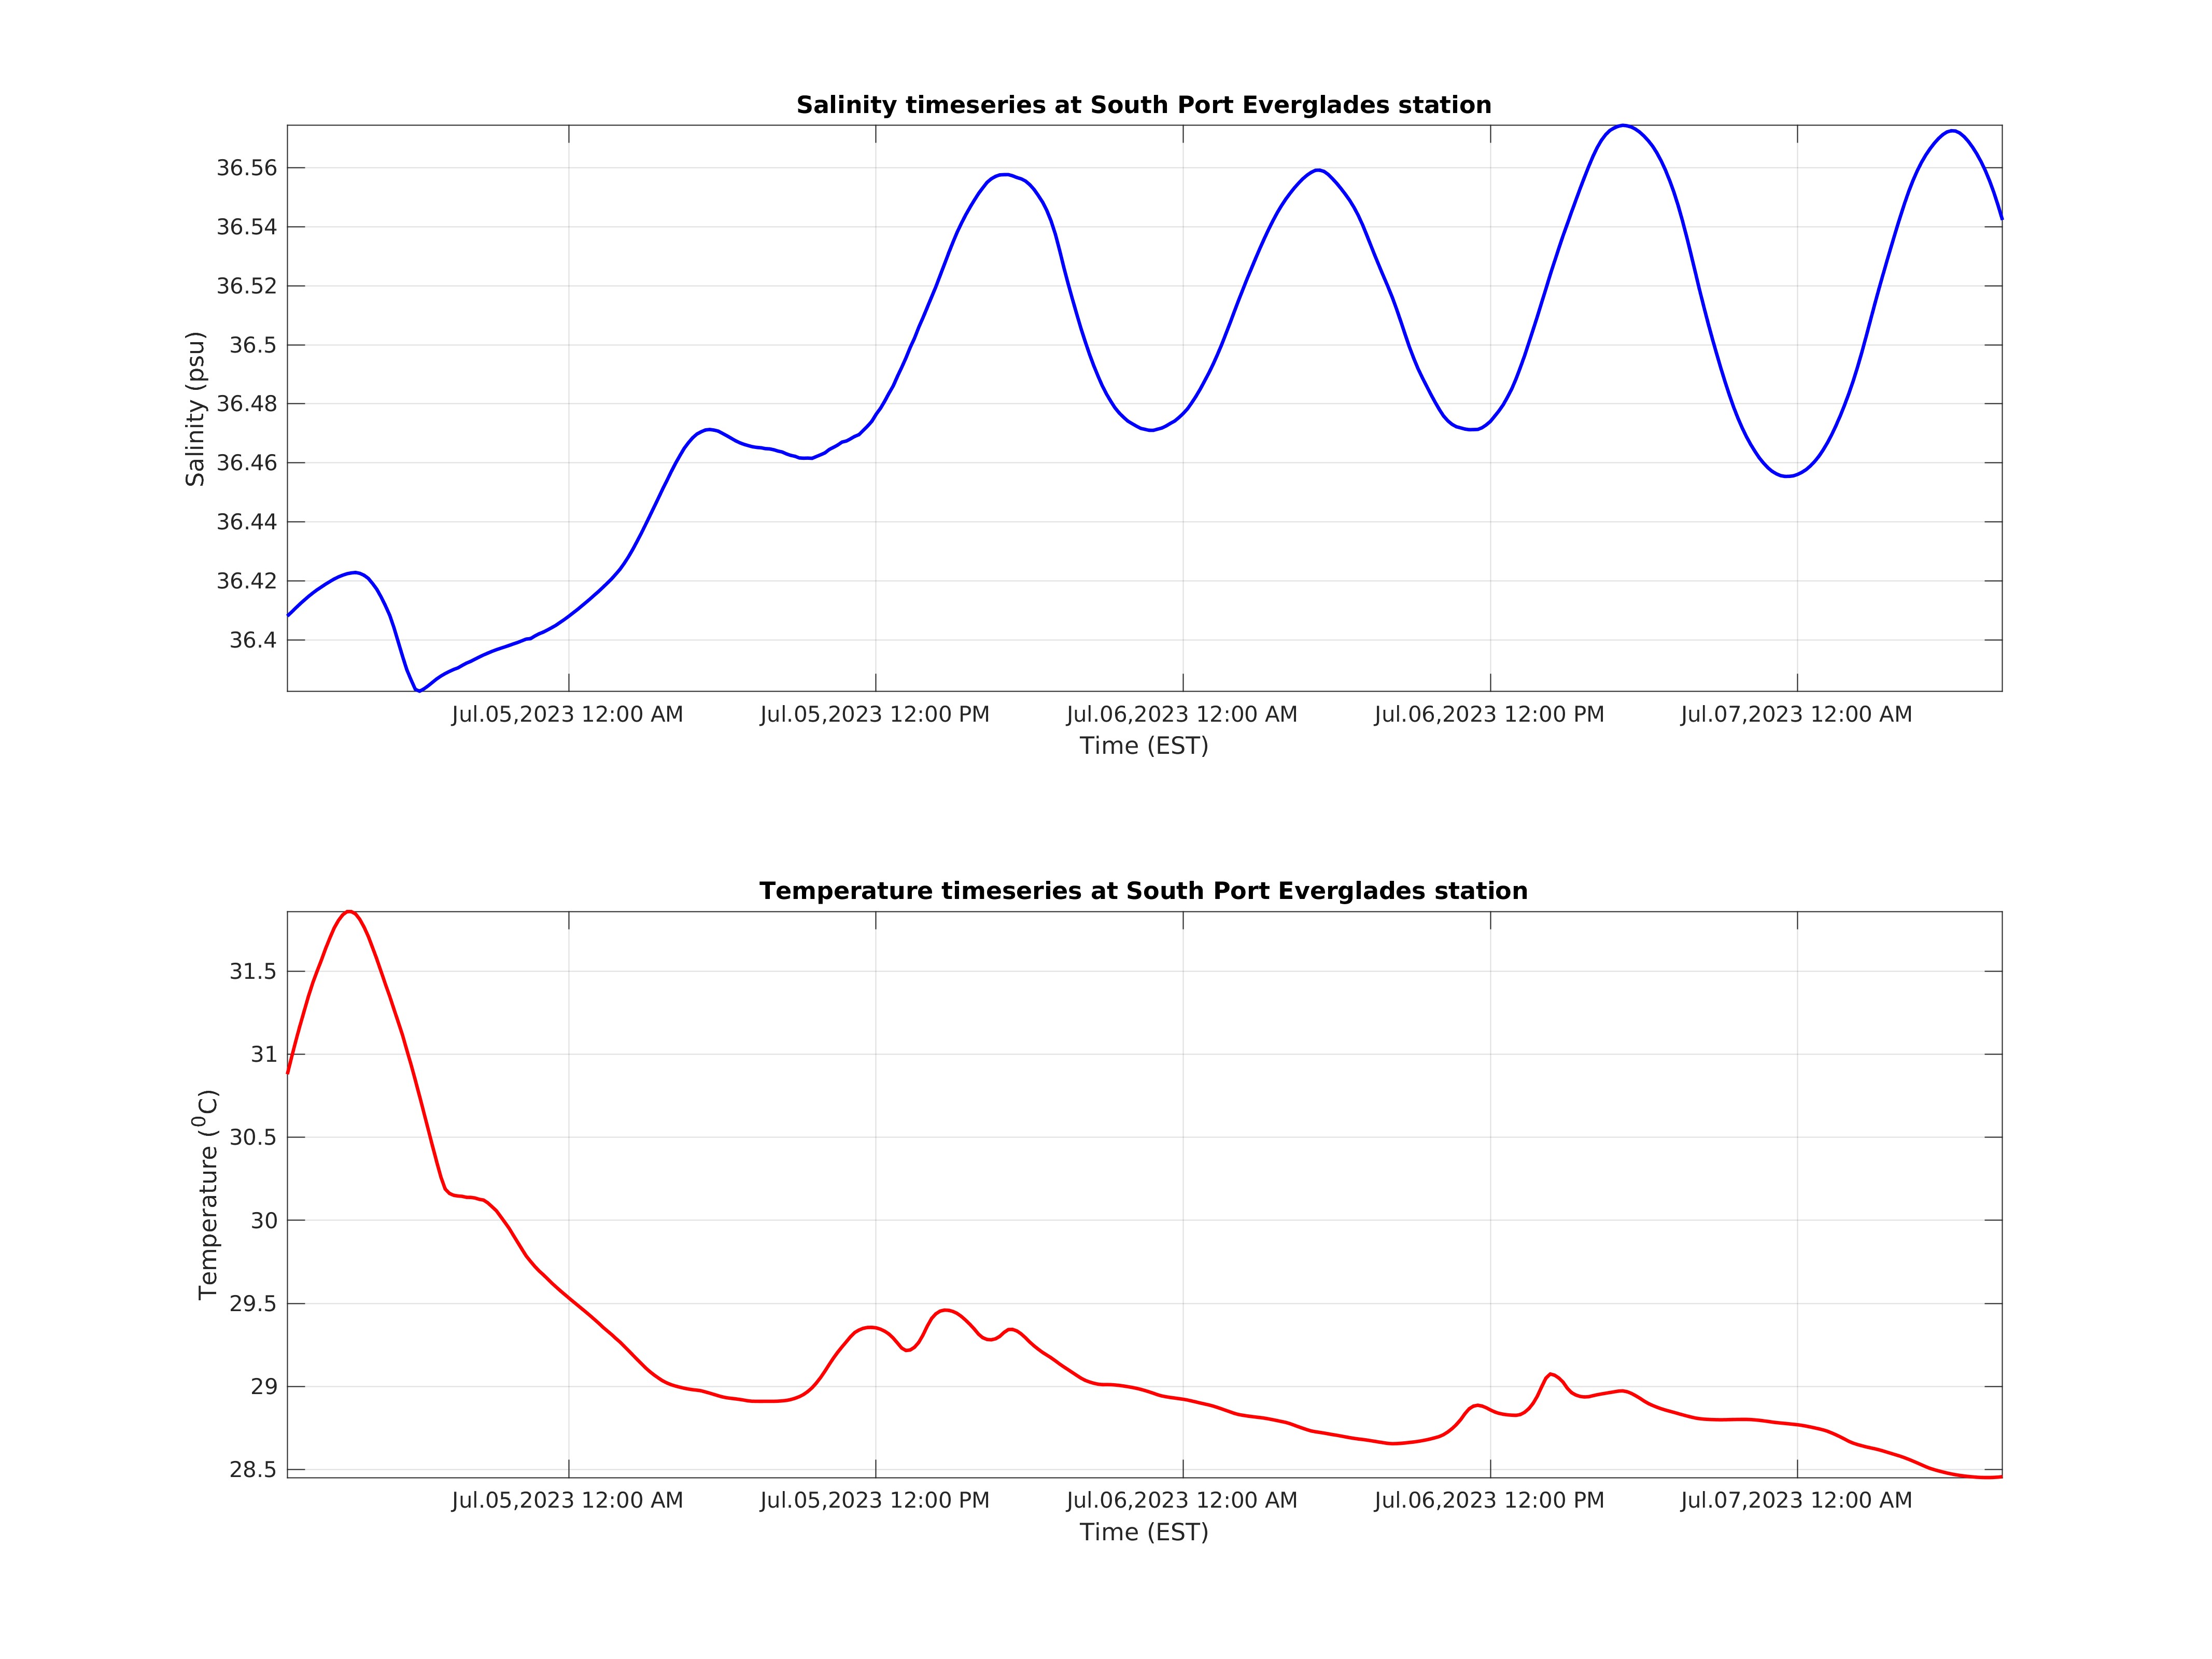 Salinity timeseries at South Port Everglades station
Salinity (psu)
36.56
36.54
36.52
36.5
36.48
36.46
36.44
36.42
36.4
Jul.05,2023 12:00 AM Jul.05,2023 12:00 PM Jul.06,2023 12:00 AM Jul.06,2023 12:00 PM Jul.07,2023 12:00 AM
Time (EST)
Temperature timeseries at South Port Everglades station
Temperature (⁰C)
31.5
31
30.5
30
29.5
29
28.5
Jul.05,2023 12:00 AM Jul.05,2023 12:00 PM Jul.06,2023 12:00 AM Jul.06,2023 12:00 PM Jul.07,2023 12:00 AM
Time (EST)